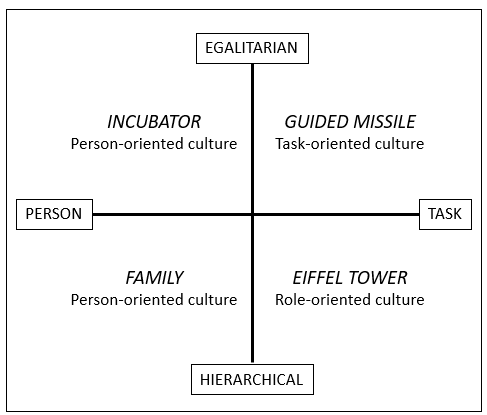 EGALITARIAN
INCUBATOR
Person-oriented culture
GUIDED MISSILE
Task-oriented culture
PERSON
TASK
FAMILY
Person-oriented culture
EIFFEL TOWER
Role-oriented culture
HIERARCHICAL